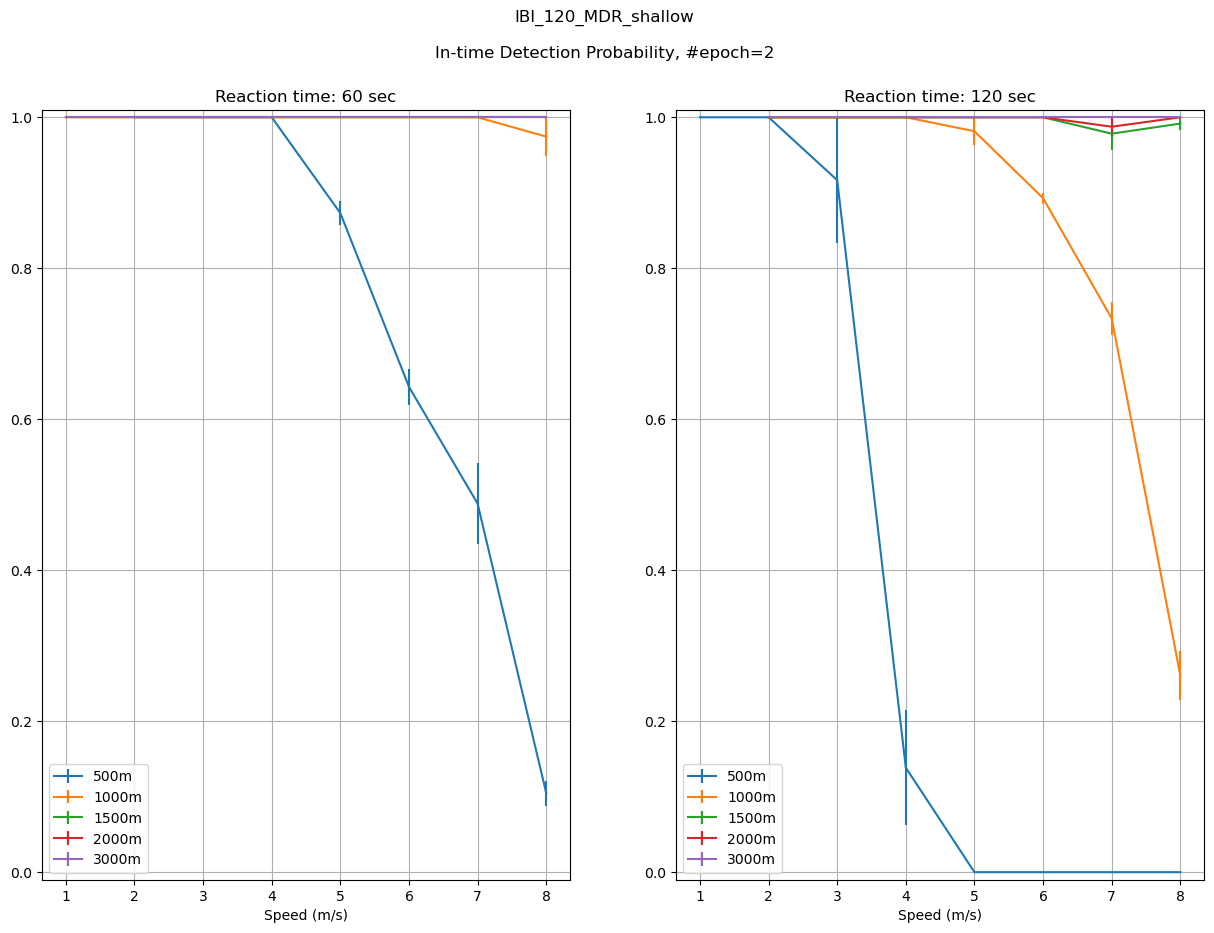 IBI_120_MDR_shallow
In-time Detection Probability, #epoch=2
Reaction time: 60 sec
1.0
0.8
0.6
0.4
0.2
0.0
1 2 3 4 5 6 7 8
Speed (m/s)
500m
1000m
1500m
2000m
3000m
Reaction time: 120 sec
1.0
0.8
0.6
0.4
0.2
0.0
1 2 3 4 5 6 7 8
Speed (m/s)
500m
1000m
1500m
2000m
3000m